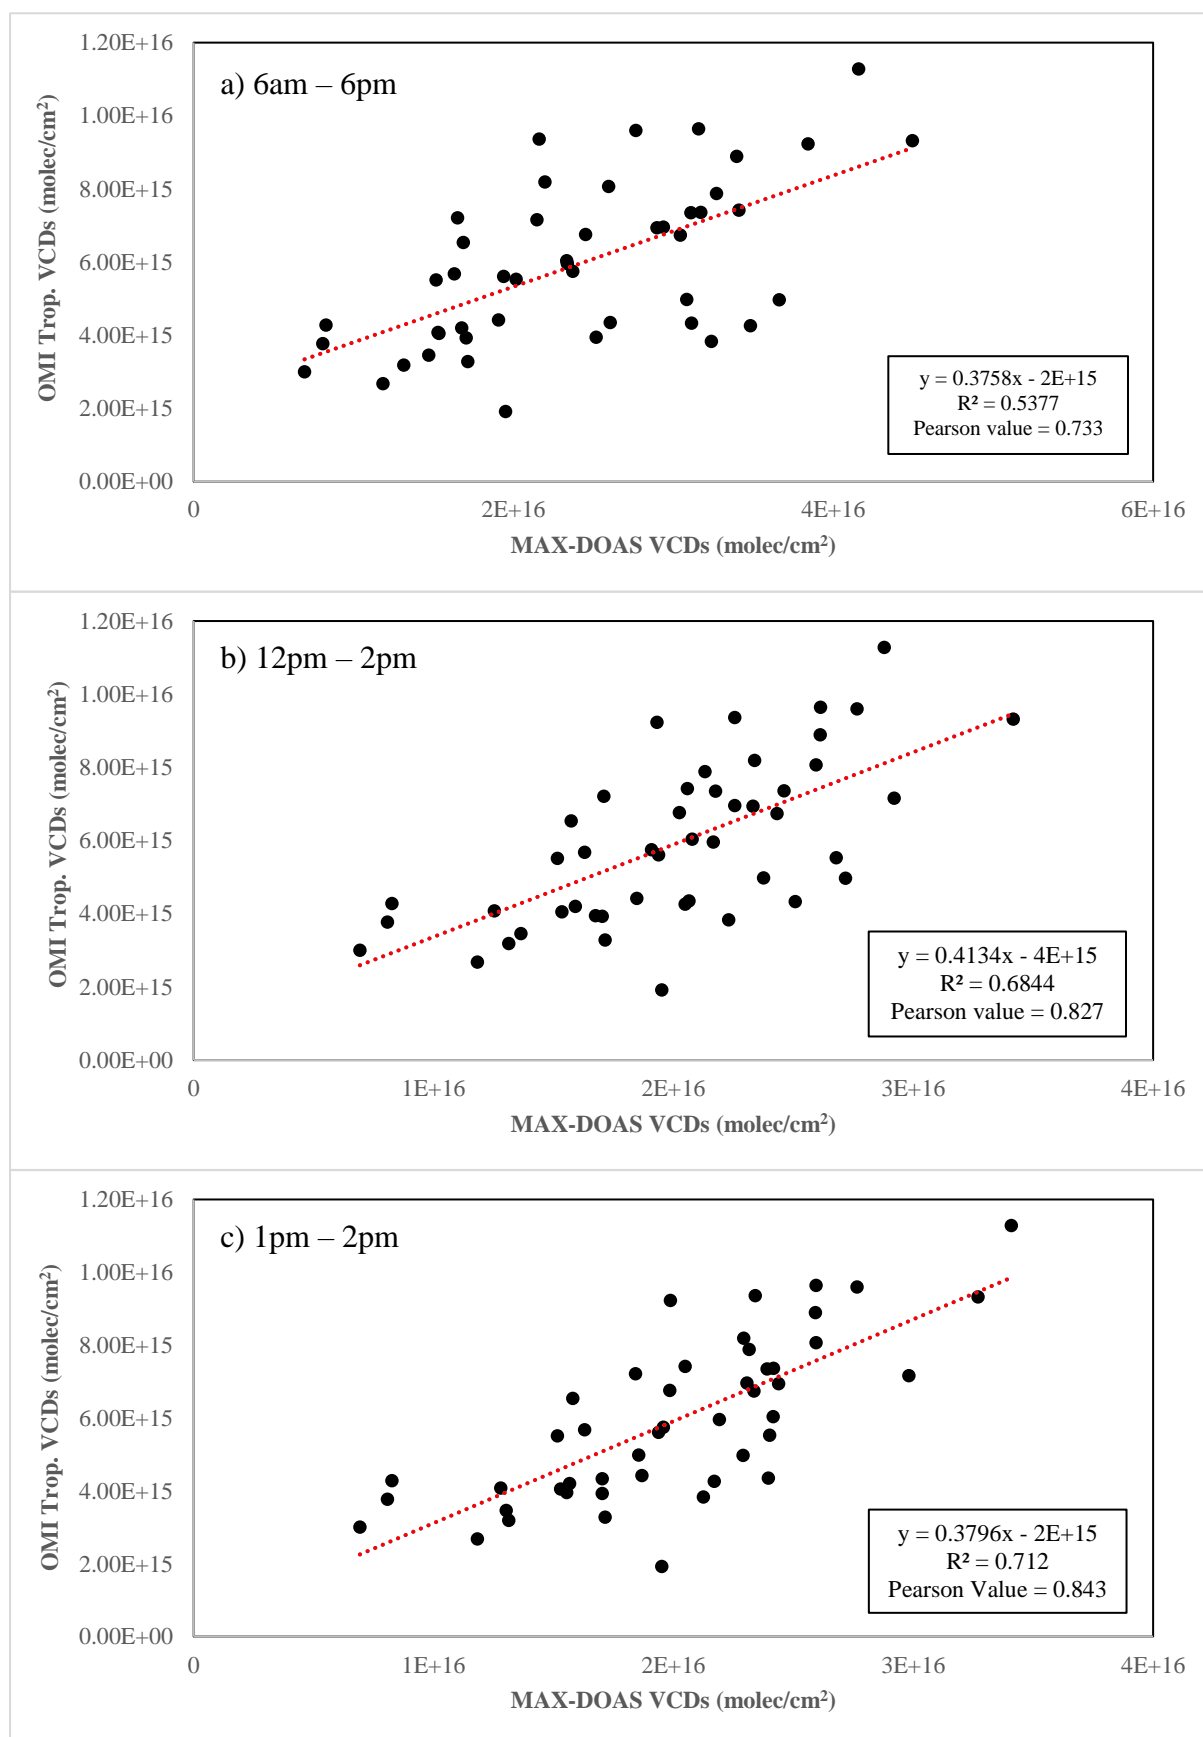 a) 6am – 6pm
OMI Trop. VCDs (molec/cm²)
1.20E+16
1.00E+16
8.00E+15
6.00E+15
4.00E+15
2.00E+15
0.00E+00
y = 0.3758x - 2E+15
R² = 0.5377
Pearson value = 0.733
0 2E+16 4E+16 6E+16
MAX-DOAS VCDs (molec/cm²)
b) 12pm – 2pm
OMI Trop. VCDs (molec/cm²)
1.20E+16
1.00E+16
8.00E+15
6.00E+15
4.00E+15
2.00E+15
0.00E+00
y = 0.4134x - 4E+15
R² = 0.6844
Pearson value = 0.827
0 1E+16 2E+16 3E+16 4E+16
MAX-DOAS VCDs (molec/cm²)
c) 1pm – 2pm
OMI Trop. VCDs (molec/cm²)
1.20E+16
1.00E+16
8.00E+15
6.00E+15
4.00E+15
2.00E+15
0.00E+00
y = 0.3796x - 2E+15
R² = 0.712
Pearson Value = 0.843
0 1E+16 2E+16 3E+16 4E+16
MAX-DOAS VCDs (molec/cm²)